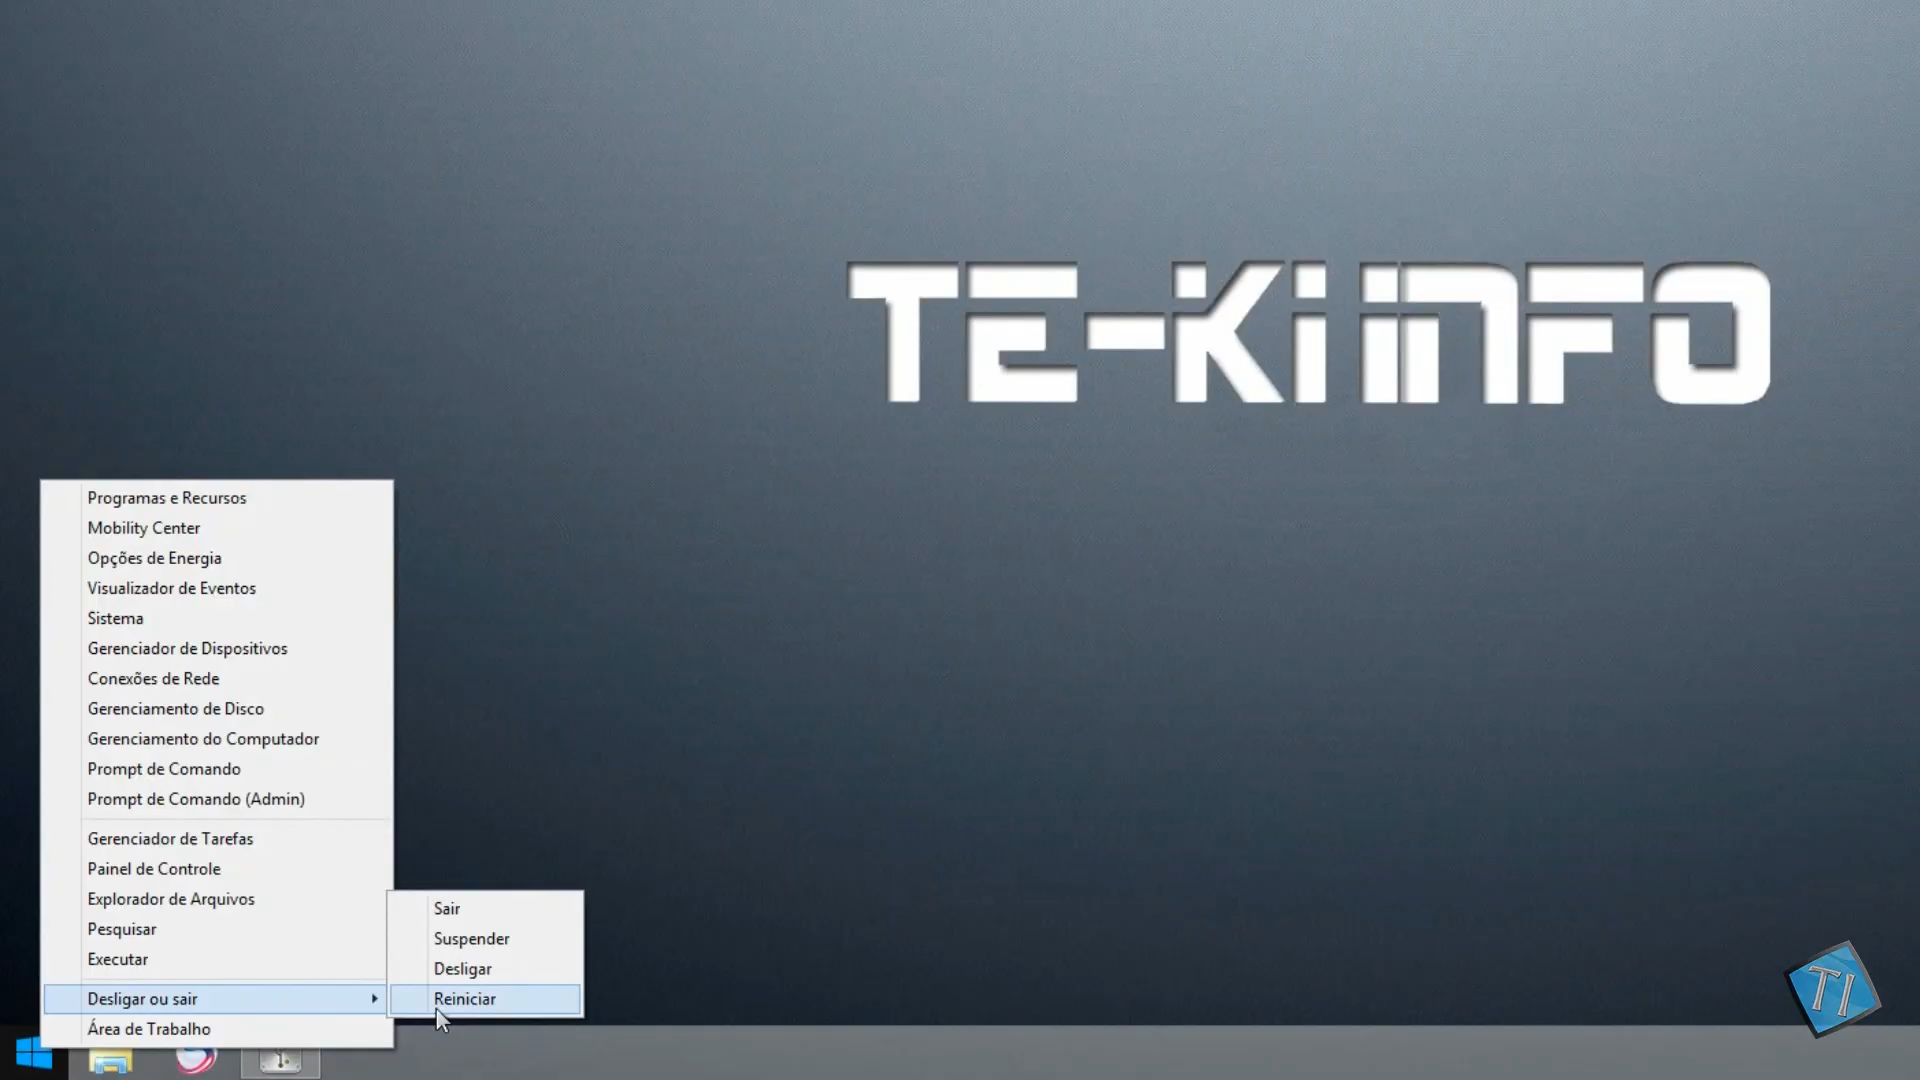 TE-KI INFO
Programas e Recursos
Mobility Center
Opções de Energia
Visualizador de Eventos
Sistema
Gerenciador de Dispositivos
Conexões de Rede
Gerenciamento de Disco
Gerenciamento do Computador
Prompt de Comando
Prompt de Comando (Admin)
Gerenciador de Tarefas
Painel de Controle
Explorador de Arquivos
Pesquisar
Executar
Desligar ou sair
Área de Trabalho
Sair
Suspender
Desligar
Reiniciar
TI